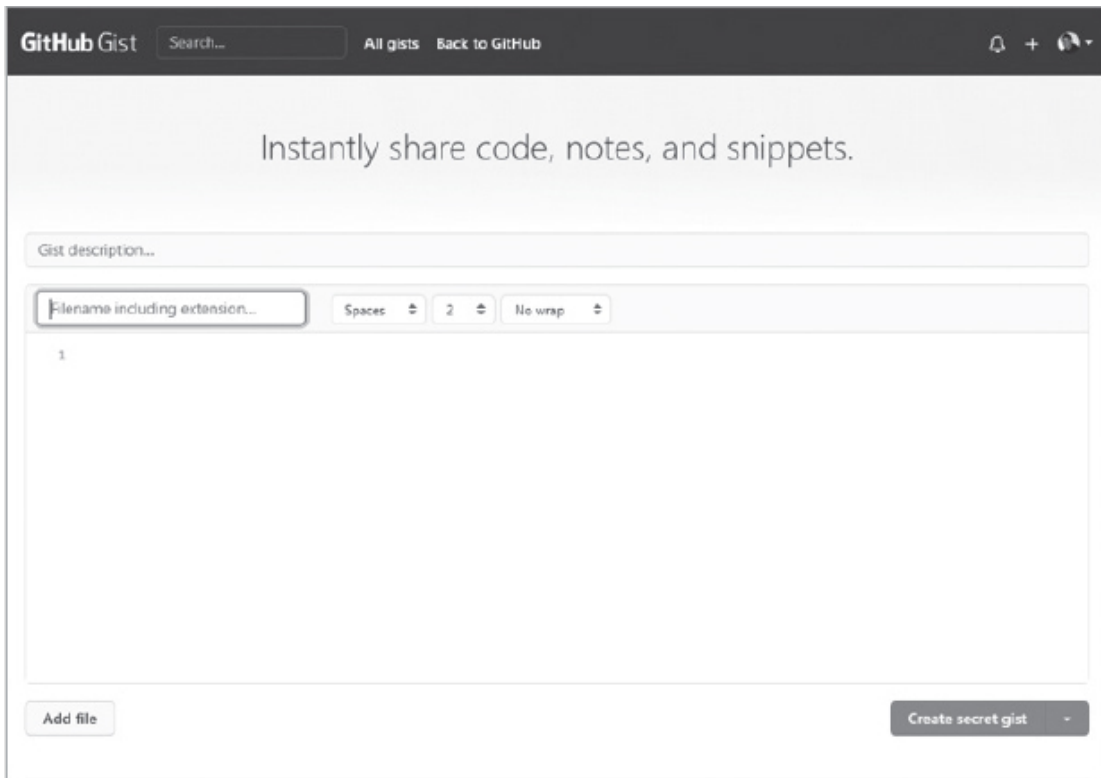 GitHub Gist Search... All gists Back to GitHub
Instantly share code, notes, and snippets.
Gist description...
Filename including extension... Spaces 2 No wrap
1
Add file Create secret gist